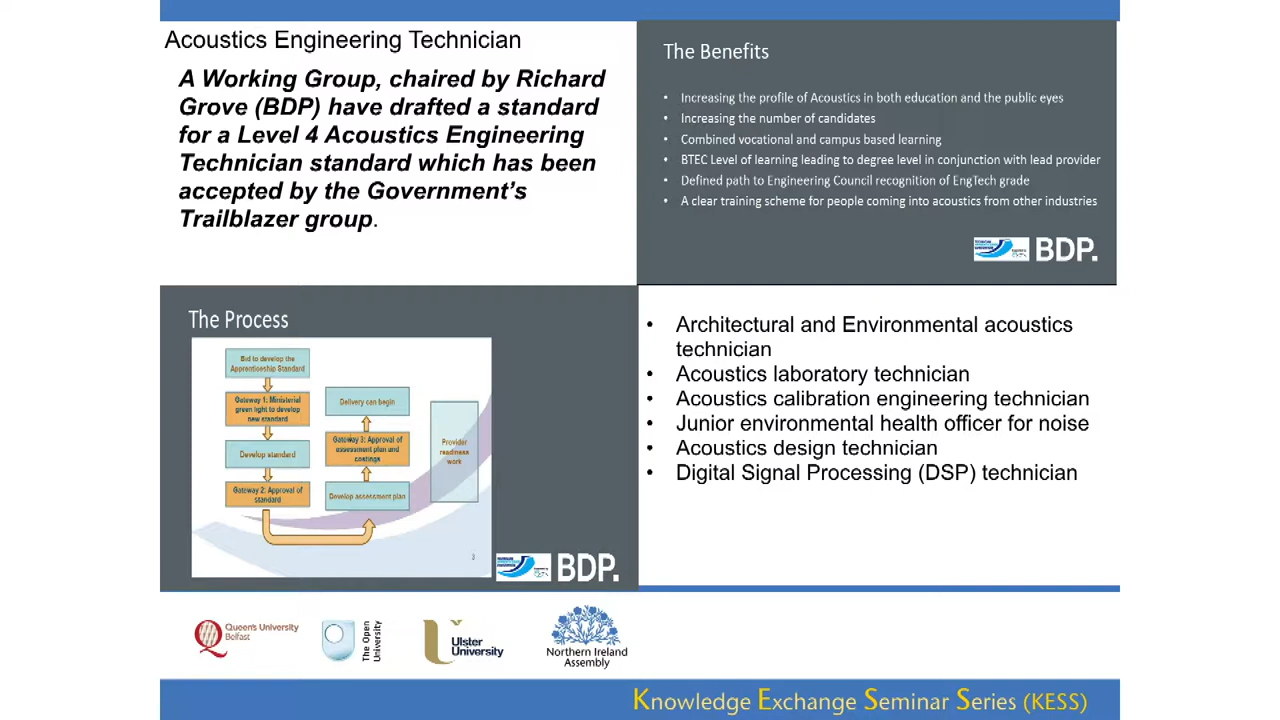 Acoustics Engineering Technician
A Working Group, chaired by Richard
Grove (BDP) have drafted a standard
for a Level 4 Acoustics Engineering
Technician standard which has been
accepted by the Government’s
Trailblazer group.
The Benefits
• Increasing the profile of Acoustics in both education and the public eyes
• Increasing the number of candidates
• Combined vocational and campus based learning
• BTEC Level of learning leading to degree level in conjunction with lead provider
• Defined path to Engineering Council recognition of EngTech grade
• A clear training scheme for people coming into acoustics from other industries
BDP.
The Process
Bid to develop the
Apprenticeship Standard
Gateway 1: Ministerial
green light to develop
new standard
Develop standard
Gateway 2: Approval of
standard
Delivery can begin
Gateway 3: Approval of
assessment plan and
costings
Develop assessment plan
Provider
readiness
work
3
BDP.
• Architectural and Environmental acoustics
technician
• Acoustics laboratory technician
• Acoustics calibration engineering technician
• Junior environmental health officer for noise
• Acoustics design technician
• Digital Signal Processing (DSP) technician
Queen's University
Belfast
The Open
University
Ulster
University
Northern Ireland
Assembly
Knowledge Exchange Seminar Series (KESS)